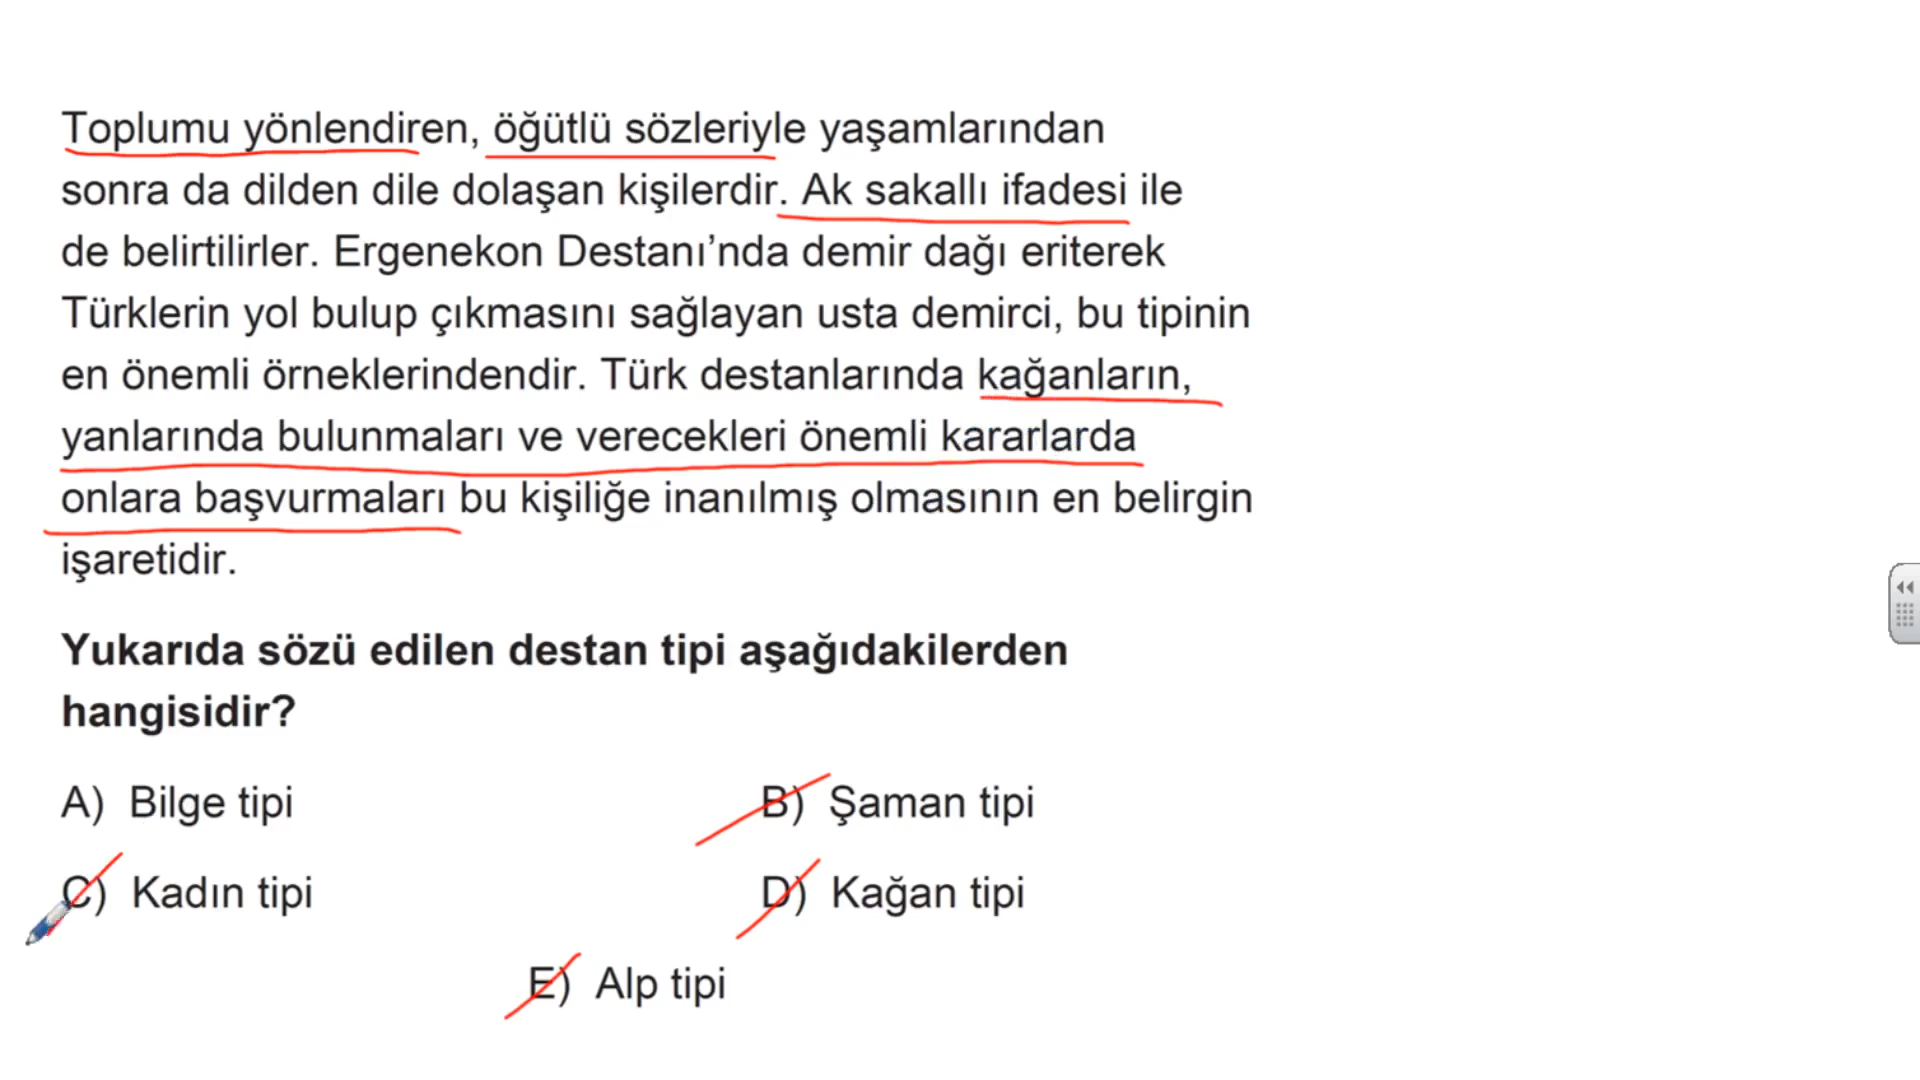 Toplumu yönlendiren, öğütlü sözleriyle yaşamlarından
sonra da dilden dile dolaşan kişilerdir. Ak sakallı ifadesi ile
de belirtilirler. Ergenekon Destanı’nda demir dağı eriterek
Türklerin yol bulup çıkmasını sağlayan usta demirci, bu tipinin
en önemli örneklerindendir. Türk destanlarında kağanların,
yanlarında bulunmaları ve verecekleri önemli kararlarda
onlara başvurmaları bu kişiliğe inanılmış olmasının en belirgin
işaretidir.
Yukarıda sözü edilen destan tipi aşağıdakilerden
hangisidir?
A) Bilge tipi
B) Şaman tipi
C) Kadın tipi
D) Kağan tipi
E) Alp tipi